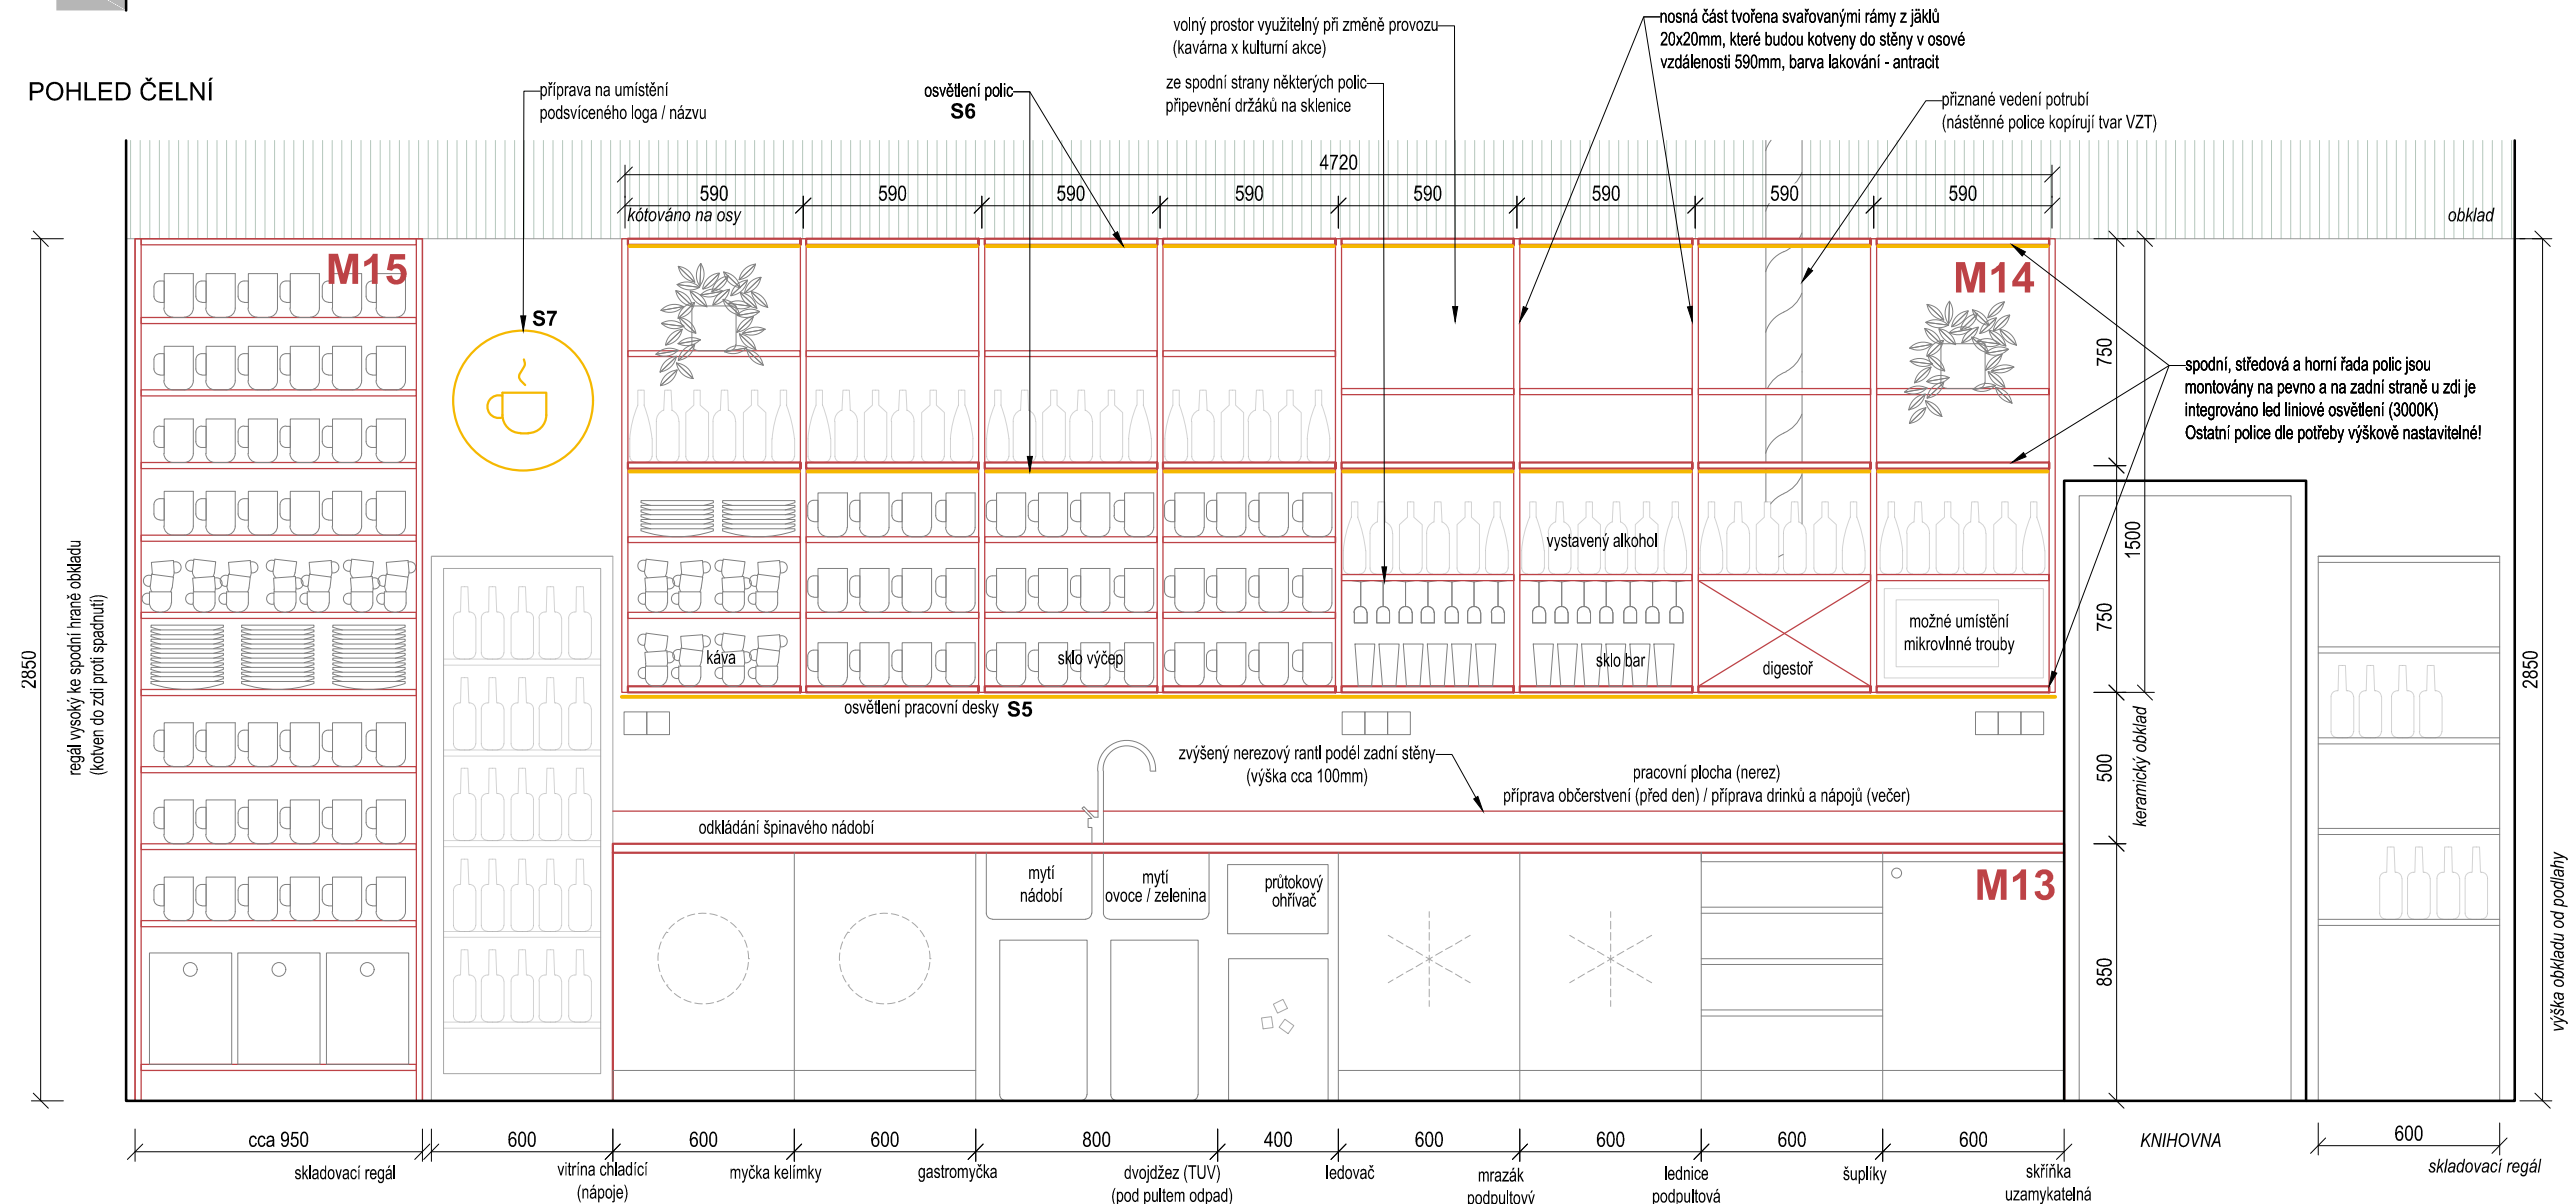 POHLED ČELNÍ
příprava na umístění
podsvíceného loga / názvu
osvětlení polic
S6
volný prostor využitelný při změně provozu
(kavárna x kulturní akce)
ze spodní strany některých polic
připevnění držáků na sklenice
nosná část tvořena svařovanými rámy z jäklů
20x20mm, které budou kotveny do stěny v osové
vzdálenosti 590mm, barva lakování - antracit
přiznané vedení potrubí
(nástěnné police kopírují tvar VZT)
4720
590 590 590 590 590 590 590 590
kótováno na osy
obklad
M15
S7
M14
750
spodní, středová a horní řada polic jsou
montovány na pevno a na zadní straně u zdi je
integrováno led liniové osvětlení (3000K)
Ostatní police dle potřeby výškově nastavitelné!
1500
vystavený alkohol
2850
regál vysoký ke spodní hraně obkladu
(kotven do zdi proti spadnutí)
750
možné umístění
mikrovlnné trouby
káva
sklo výčep
sklo bar
digestoř
2850
osvětlení pracovní desky S5
zvýšený nerezový rantl podél zadní stěny
(výška cca 100mm)
pracovní plocha (nerez)
příprava občerstvení (před den) / příprava drinků a nápojů (večer)
500
keramický obklad
odkládání špinavého nádobí
mytí
nádobí
mytí
ovoce / zelenina
průtokový
ohřívač
M13
850
výška obkladu od podlahy
cca 950 600 600 600 800 400 600 600 600 600 KNIHOVNA 600
skladovací regál
vitrína chladící
(nápoje)
myčka kelímky
gastromyčka
dvojdžez (TUV)
(pod pultem odpad)
ledovač
mrazák
podpultový
lednice
podpultová
šuplíky
skříňka
uzamykatelná
skladovací regál